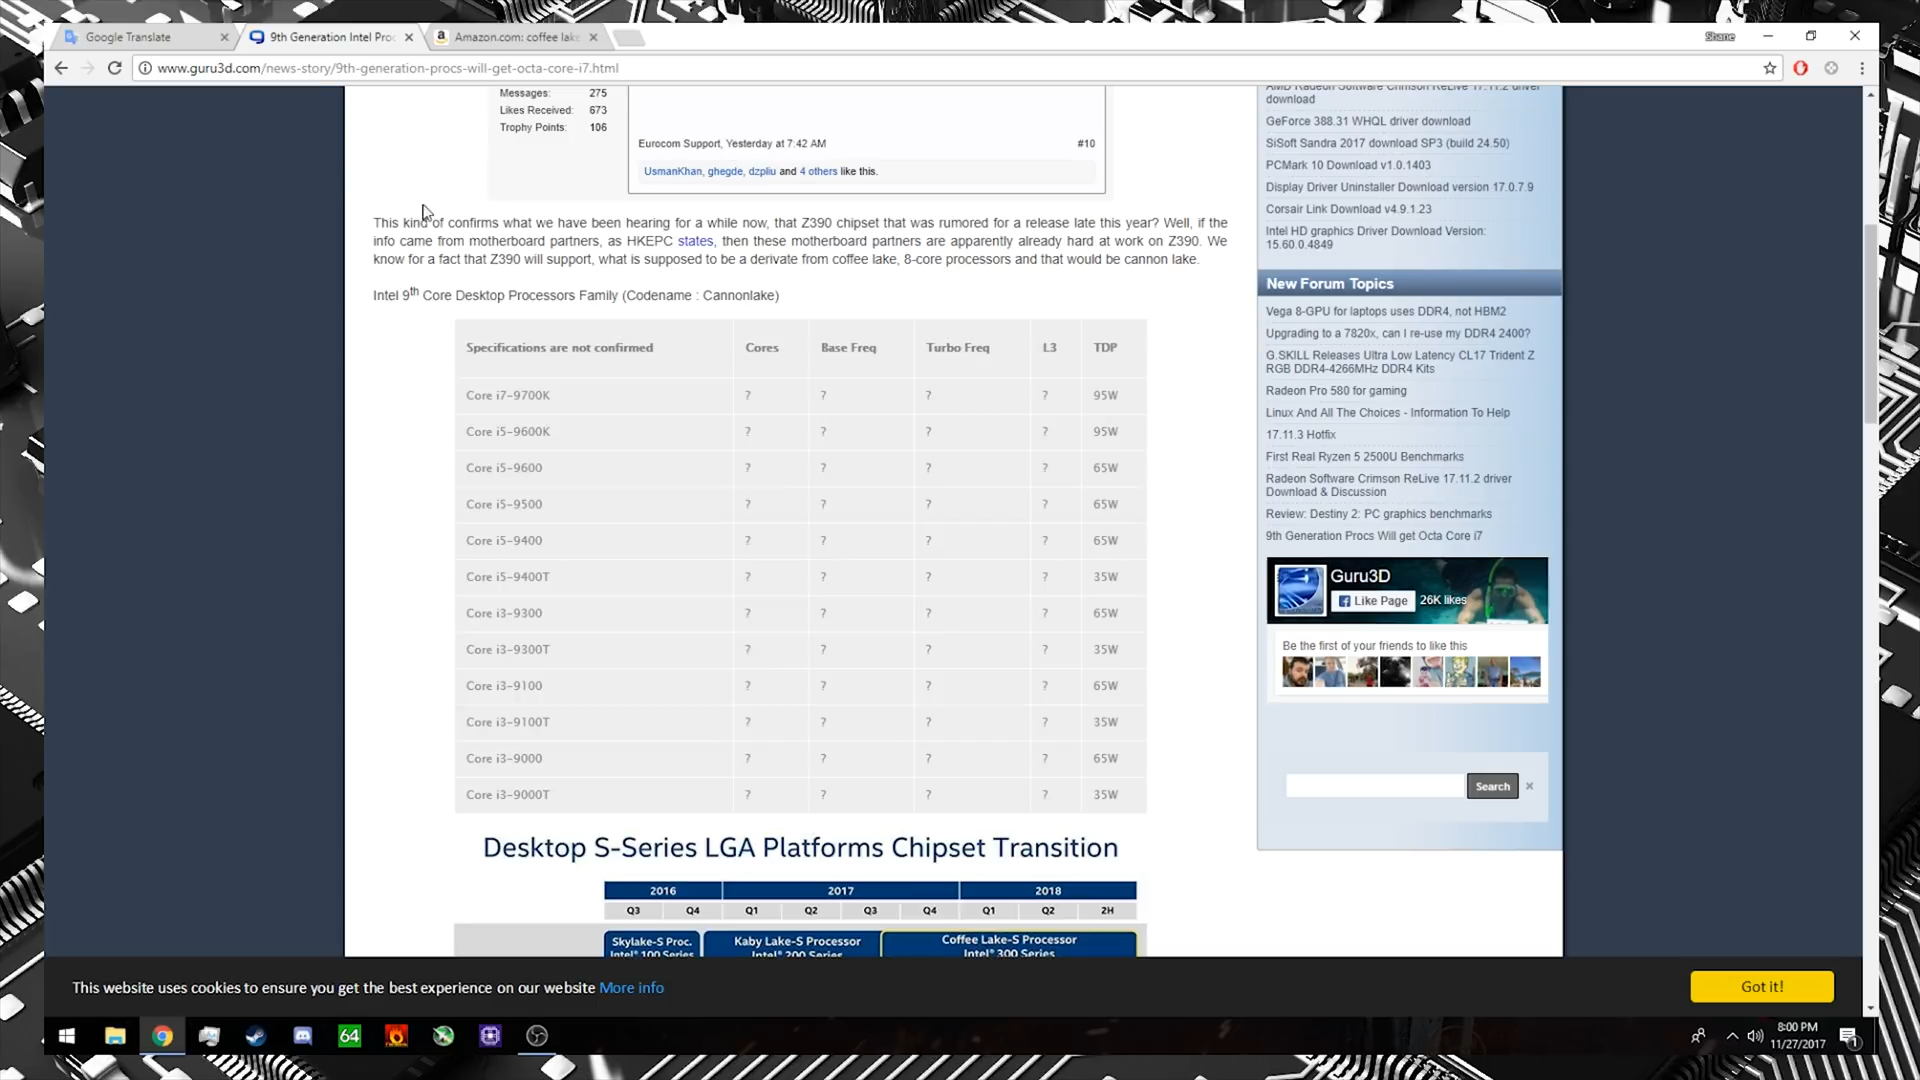 Google Translate
9th Generation Intel Proc
Amazon.com: coffee lake
Shane
www.guru3d.com/news-story/9th-generation-procs-will-get-octa-core-i7.html
Messages: 275
Likes Received: 673
Trophy Points: 106
Eurocom Support, Yesterday at 7:42 AM #10
UsmanKhan, ghegde, dzpliu and 4 others like this.
This kind of confirms what we have been hearing for a while now, that Z390 chipset that was rumored for a release late this year? Well, if the
info came from motherboard partners, as HKEPC states, then these motherboard partners are apparently already hard at work on Z390. We
know for a fact that Z390 will support, what is supposed to be a derivate from coffee lake, 8-core processors and that would be cannon lake.
Intel 9th Core Desktop Processors Family (Codename : Cannonlake)
Specifications are not confirmed Cores Base Freq Turbo Freq L3 TDP
Core i7-9700K ? ? ? ? 95W
Core i5-9600K ? ? ? ? 95W
Core i5-9600 ? ? ? ? 65W
Core i5-9500 ? ? ? ? 65W
Core i5-9400 ? ? ? ? 65W
Core i5-9400T ? ? ? ? 35W
Core i3-9300 ? ? ? ? 65W
Core i3-9300T ? ? ? ? 35W
Core i3-9100 ? ? ? ? 65W
Core i3-9100T ? ? ? ? 35W
Core i3-9000 ? ? ? ? 65W
Core i3-9000T ? ? ? ? 35W
Desktop S-Series LGA Platforms Chipset Transition
2016 2017 2018
Q3 Q4 Q1 Q2 Q3 Q4 Q1 Q2 2H
Skylake-S Proc. Kaby Lake-S Processor Coffee Lake-S Processor
Intel® 100 Series Intel® 200 Series Intel® 300 Series
AMD Radeon Software Crimson ReLive 17.11.2 driver
download
GeForce 388.31 WHQL driver download
SiSoft Sandra 2017 download SP3 (build 24.50)
PCMark 10 Download v1.0.1403
Display Driver Uninstaller Download version 17.0.7.9
Corsair Link Download v4.9.1.23
Intel HD graphics Driver Download Version:
15.60.0.4849
New Forum Topics
Vega 8-GPU for laptops uses DDR4, not HBM2
Upgrading to a 7820x, can I re-use my DDR4 2400?
G.SKILL Releases Ultra Low Latency CL17 Trident Z
RGB DDR4-4266MHz DDR4 Kits
Radeon Pro 580 for gaming
Linux And All The Choices - Information To Help
17.11.3 Hotfix
First Real Ryzen 5 2500U Benchmarks
Radeon Software Crimson ReLive 17.11.2 driver
Download & Discussion
Review: Destiny 2: PC graphics benchmarks
9th Generation Procs Will get Octa Core i7
Guru3D
Like Page 26K likes
Be the first of your friends to like this
Search
This website uses cookies to ensure you get the best experience on our website More info
Got it!
64
8:00 PM
11/27/2017
1